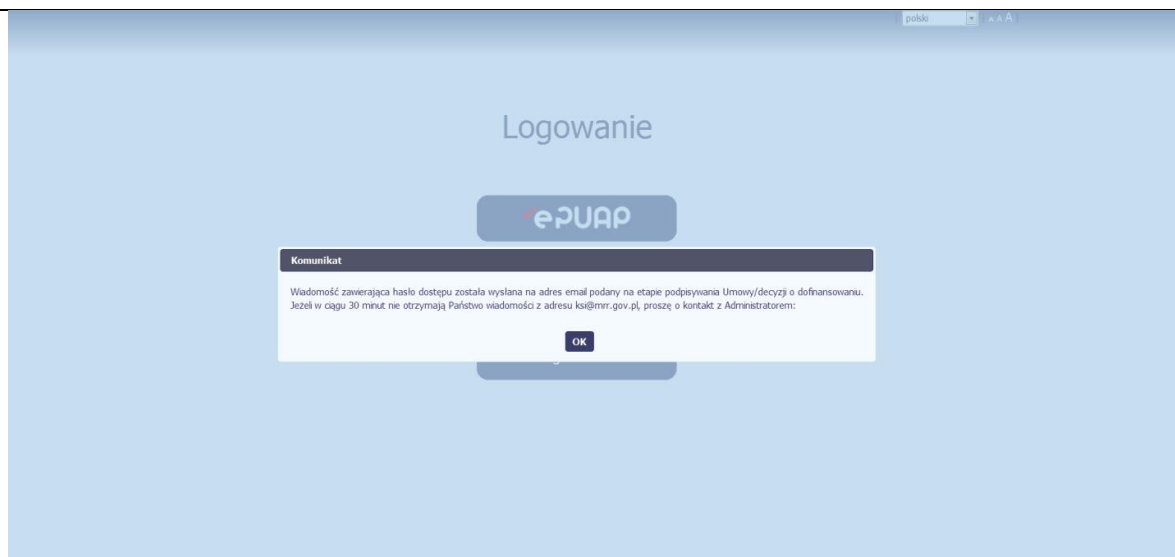 polski A A A
Logowanie
epuap
Komunikat
Wiadomość zawierająca hasło dostępu została wysłana na adres email podany na etapie podpisywania Umowy/decyzji o dofinansowaniu.
Jeżeli w ciągu 30 minut nie otrzymają Państwo wiadomości z adresu ksi@mrr.gov.pl, proszę o kontakt z Administratorem:
OK